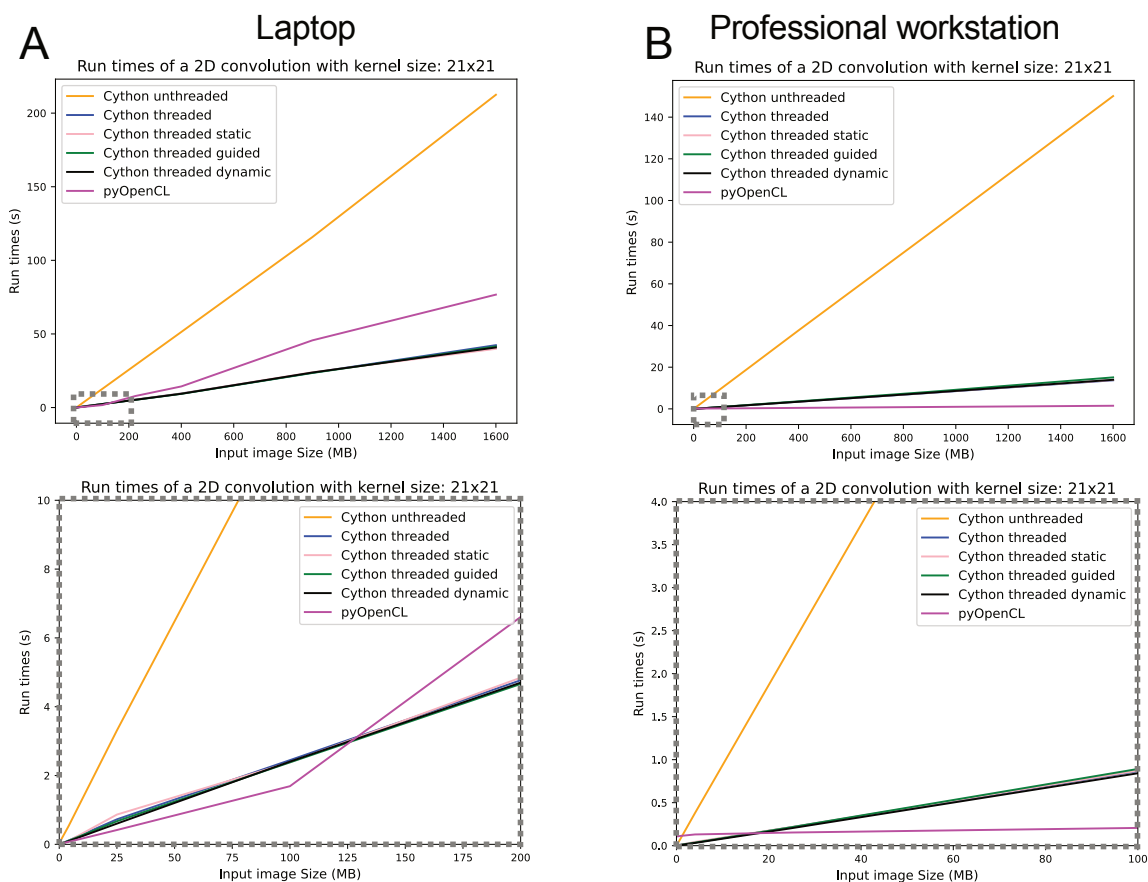 A
Laptop
Run times of a 2D convolution with kernel size: 21x21
Cython unthreaded
Cython threaded
Cython threaded static
Cython threaded guided
Cython threaded dynamic
pyOpenCL
Run times (s)
200
150
100
50
0
0 200 400 600 800 1000 1200 1400 1600
Input image Size (MB)
B
Professional workstation
Run times of a 2D convolution with kernel size: 21x21
Cython unthreaded
Cython threaded
Cython threaded static
Cython threaded guided
Cython threaded dynamic
pyOpenCL
Run times (s)
140
120
100
80
60
40
20
0
0 200 400 600 800 1000 1200 1400 1600
Input image Size (MB)
Run times of a 2D convolution with kernel size: 21x21
Cython unthreaded
Cython threaded
Cython threaded static
Cython threaded guided
Cython threaded dynamic
pyOpenCL
Run times (s)
10
8
6
4
2
0
0 25 50 75 100 125 150 175 200
Input image Size (MB)
Run times of a 2D convolution with kernel size: 21x21
Cython unthreaded
Cython threaded
Cython threaded static
Cython threaded guided
Cython threaded dynamic
pyOpenCL
Run times (s)
4.0
3.5
3.0
2.5
2.0
1.5
1.0
0.5
0.0
0 20 40 60 80 100
Input image Size (MB)